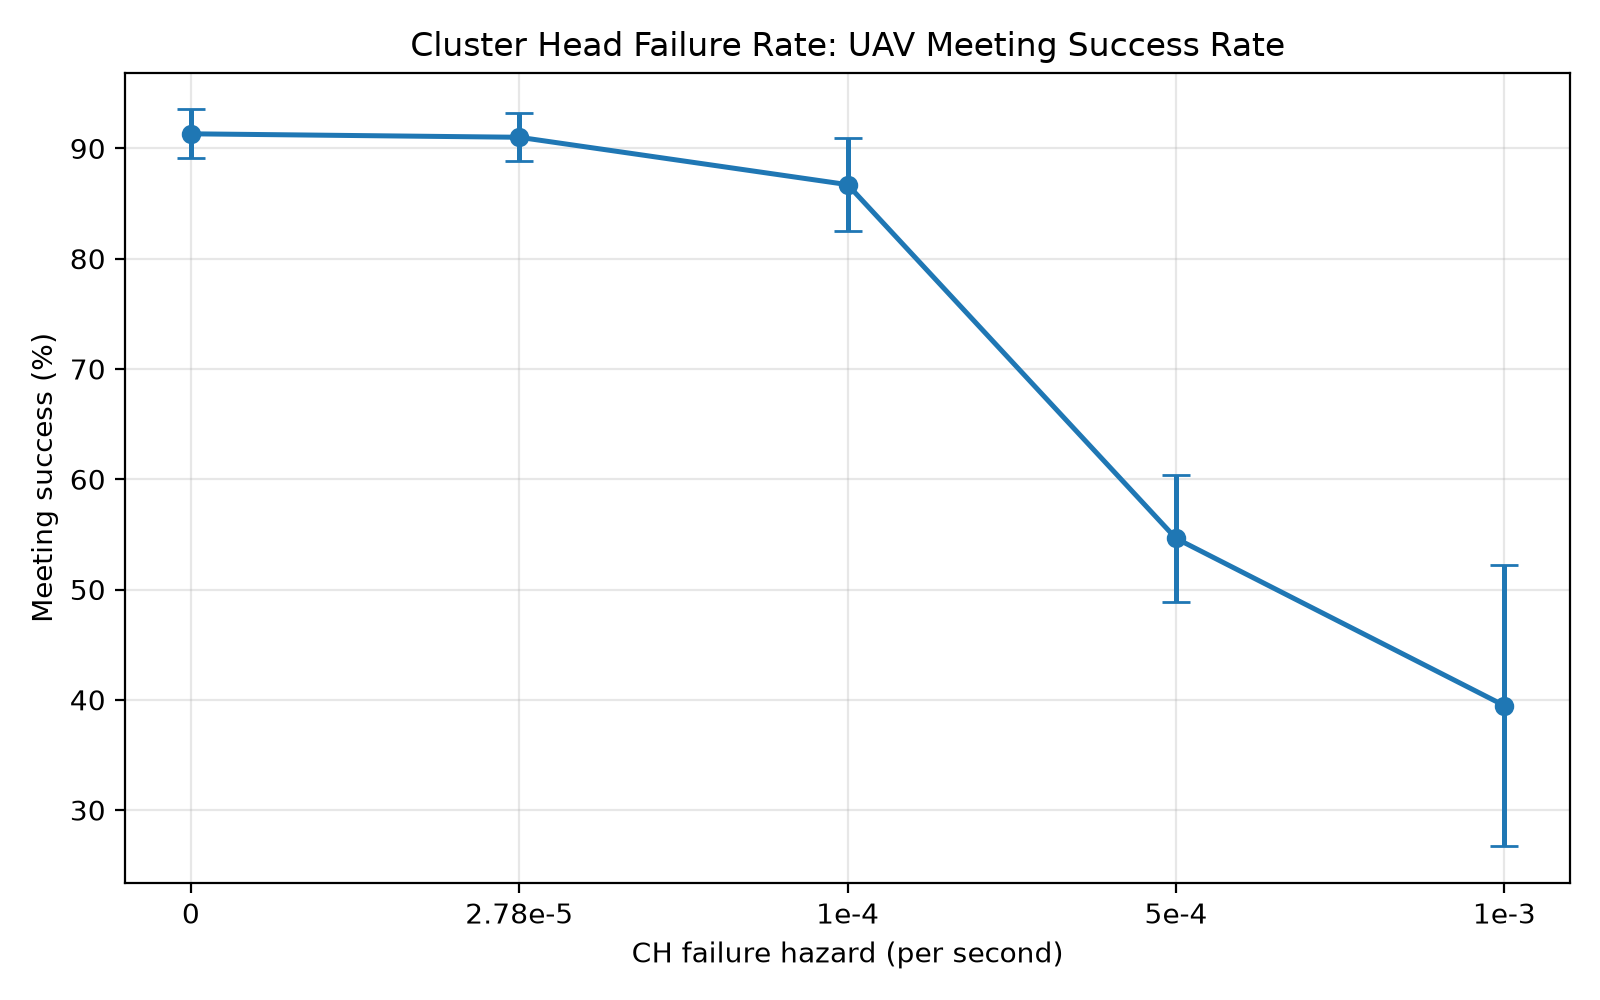 Cluster Head Failure Rate: UAV Meeting Success Rate
Meeting success (%)
90
80
70
60
50
40
30
0 2.78e-5 1e-4 5e-4 1e-3
CH failure hazard (per second)